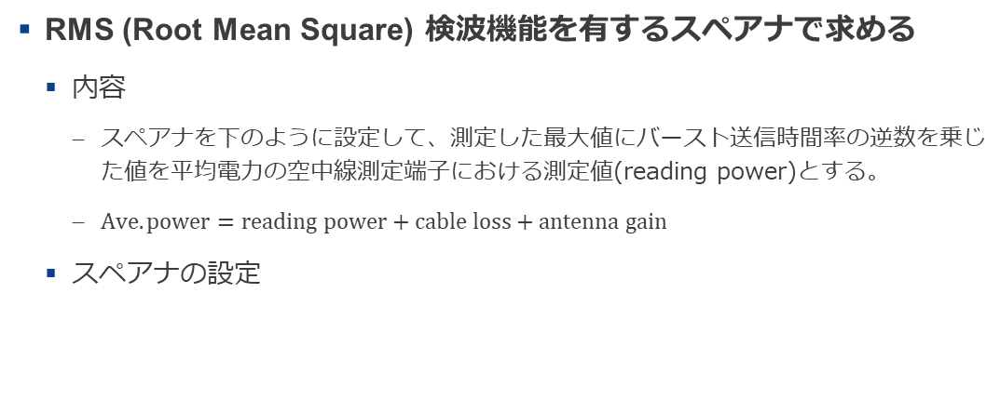 ▪ RMS (Root Mean Square) 検波機能を有するスペアナで求める
▪ 内容
– スペアナを下のように設定して、測定した最大値にバースト送信時間率の逆数を乗じ
た値を平均電力の空中線測定端子における測定値(reading power)とする。
– Ave. power = reading power + cable loss + antenna gain
▪ スペアナの設定